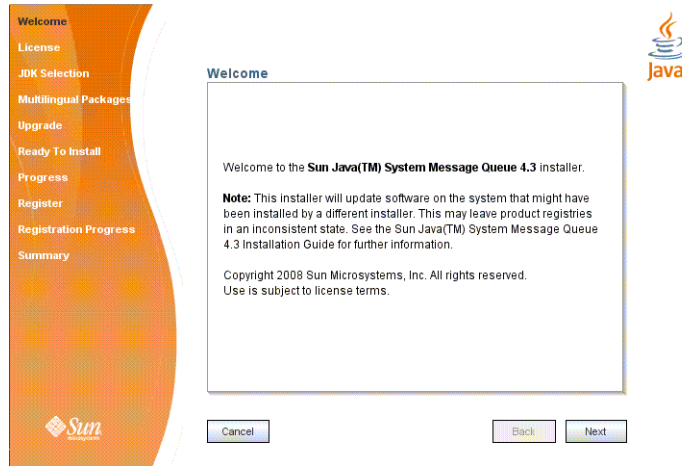 Welcome
License
JDK Selection
Multilingual Packages
Upgrade
Ready To Install
Progress
Register
Registration Progress
Summary
Sun
microsystems
Java
Welcome
Welcome to the Sun Java(TM) System Message Queue 4.3 installer.
Note: This installer will update software on the system that might have
been installed by a different installer. This may leave product registries
in an inconsistent state. See the Sun Java(TM) System Message Queue
4.3 Installation Guide for further information.
Copyright 2008 Sun Microsystems, Inc. All rights reserved.
Use is subject to license terms.
Cancel
Back
Next